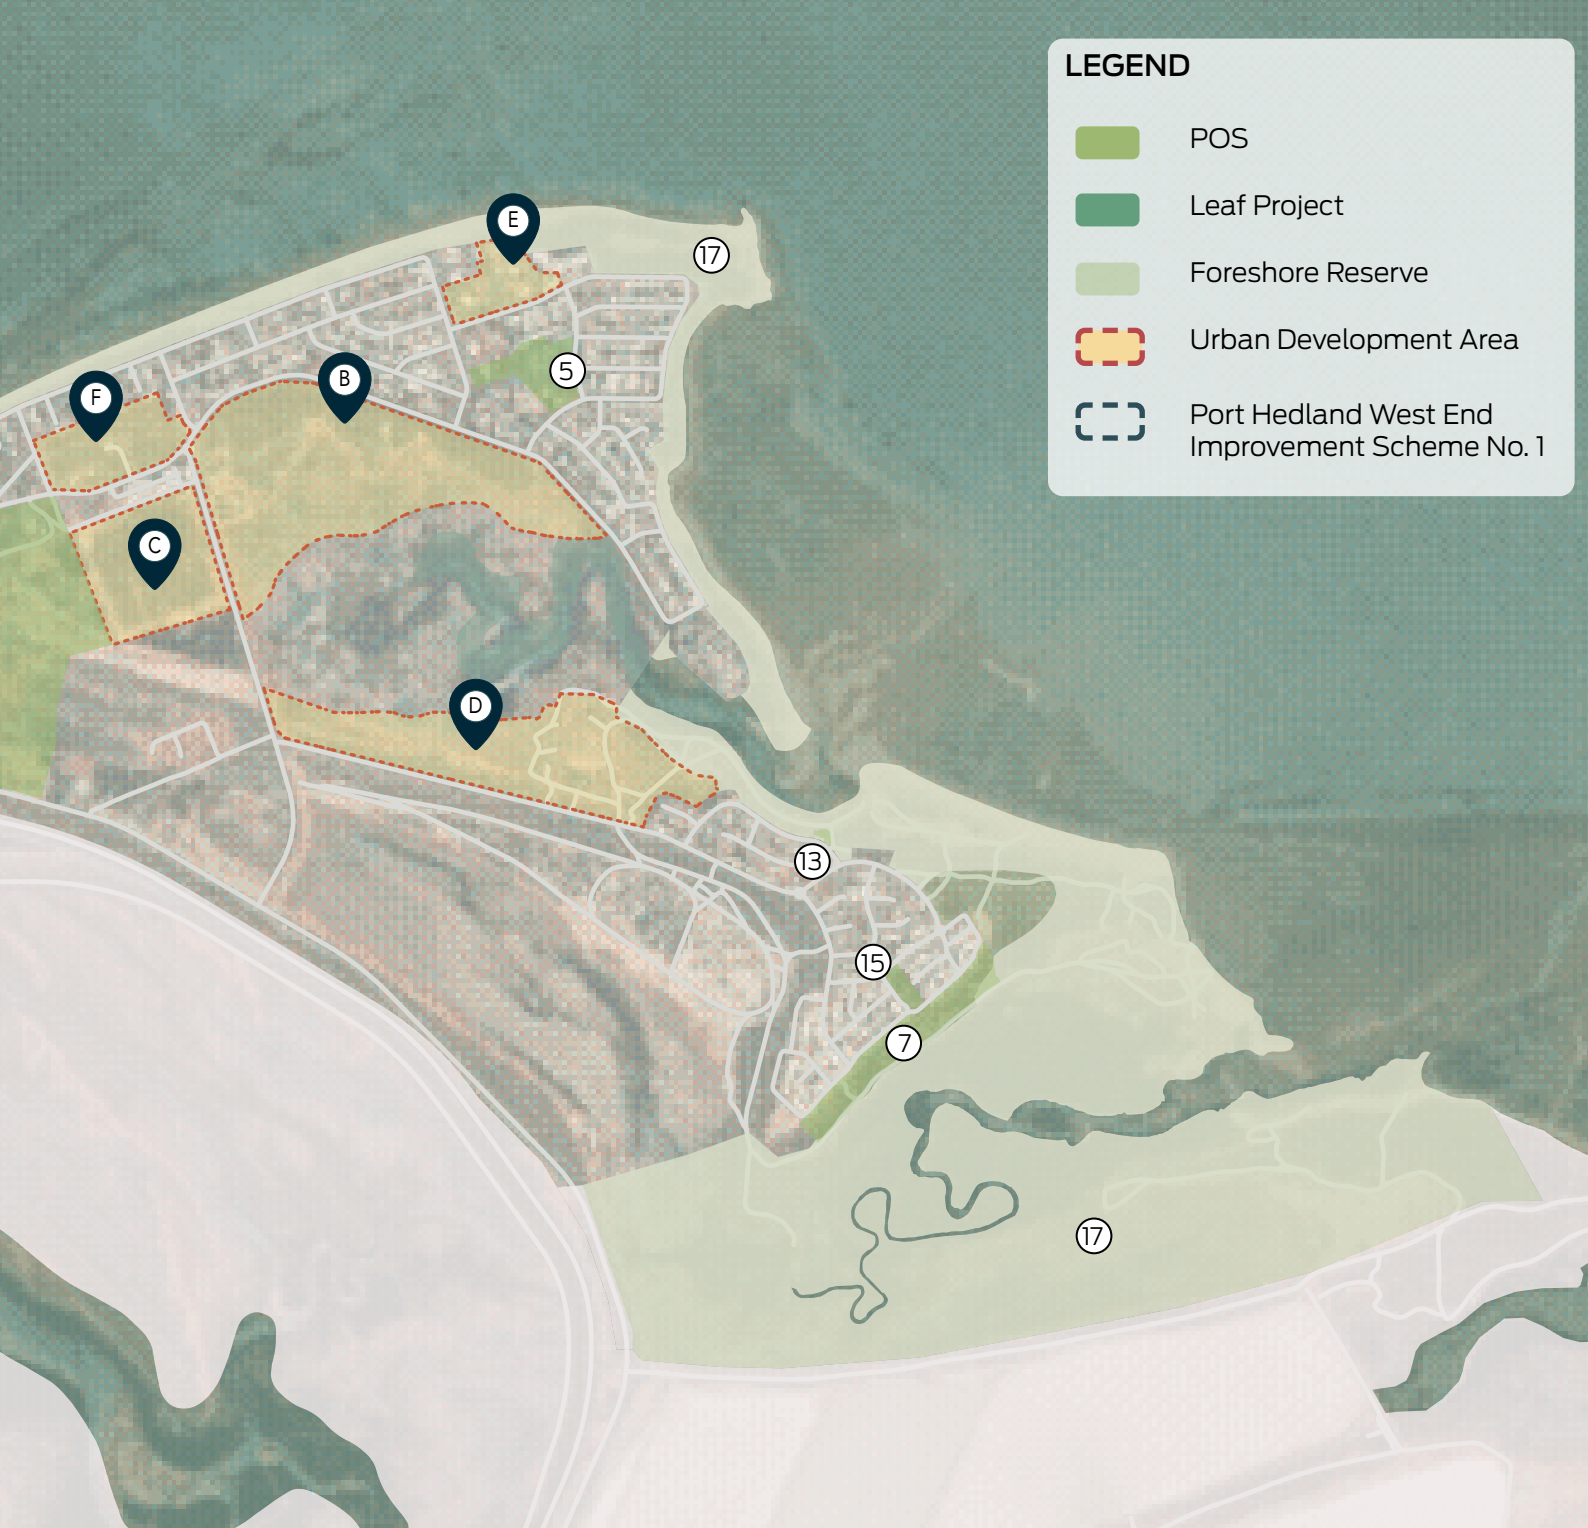 LEGEND
POS
Leaf Project
Foreshore Reserve
Urban Development Area
Port Hedland West End
Improvement Scheme No. 1
E
17
B
5
F
C
D
13
15
7
17